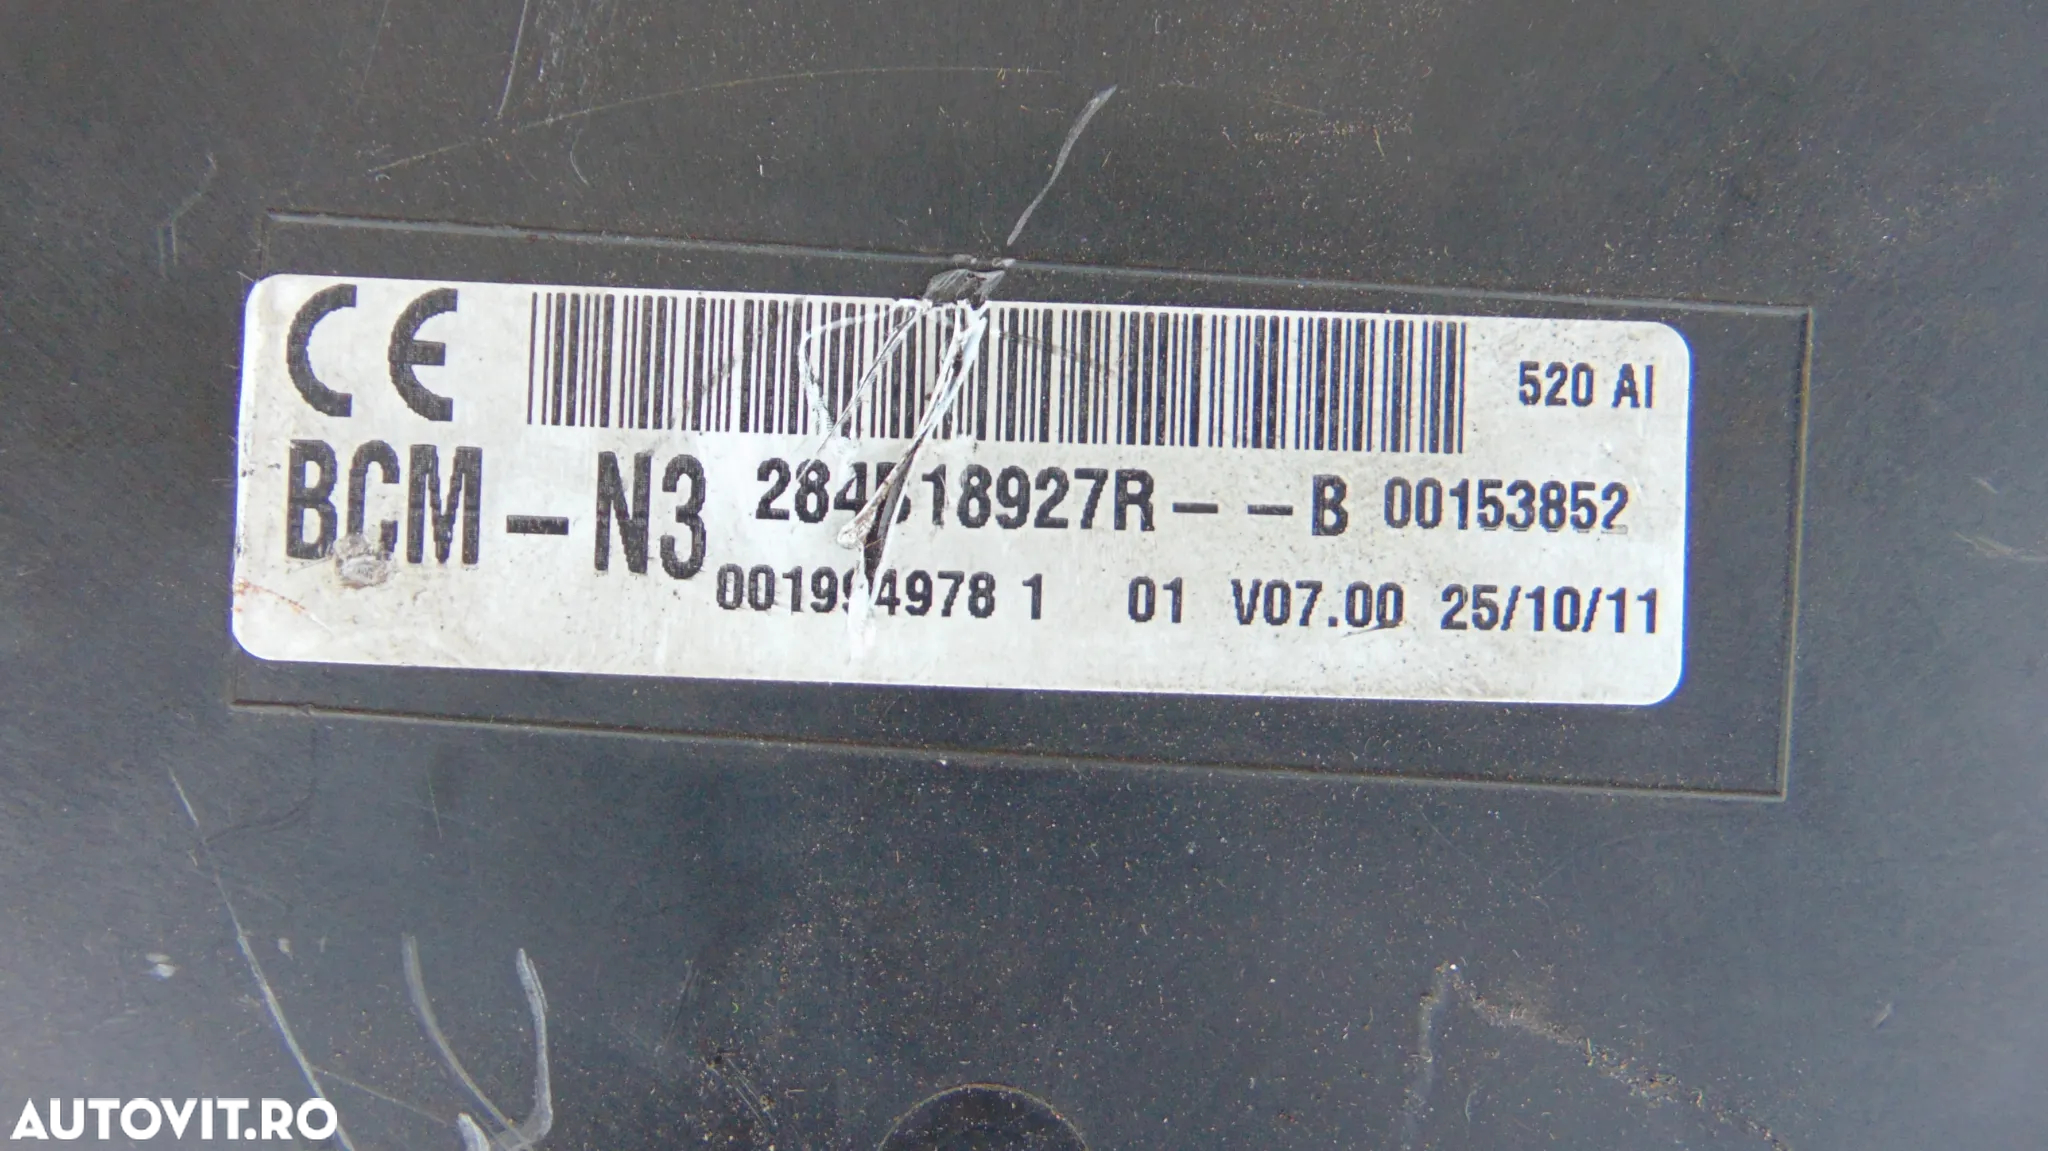 CE 520 AI
BCM-N3 284B18927R--B 00153852
001994978 1 01 V07.00 25/10/11
AUTOVIT.RO